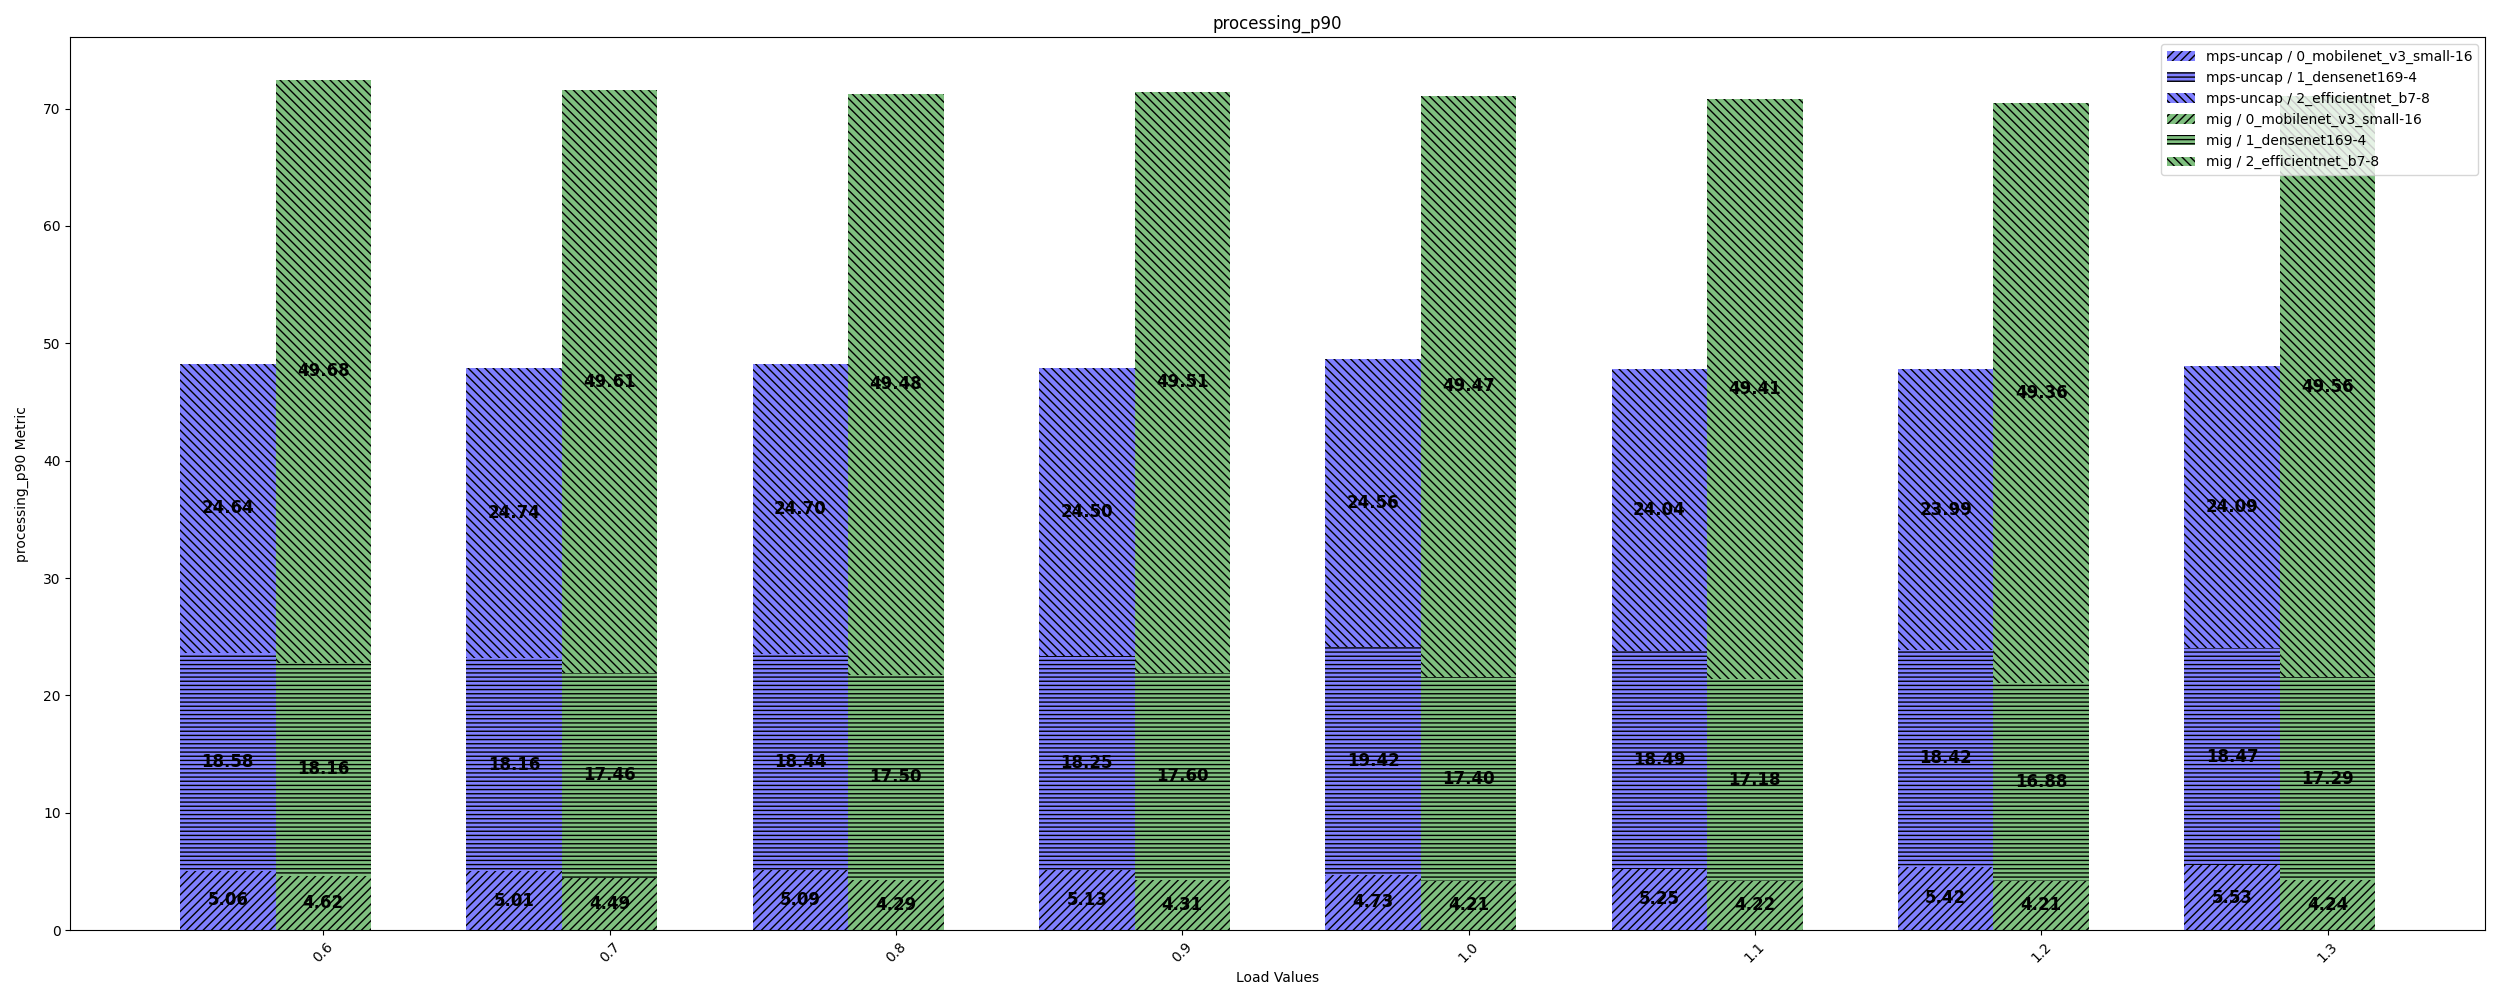 processing_p90
mps-uncap / 0_mobilenet_v3_small-16
mps-uncap / 1_densenet169-4
mps-uncap / 2_efficientnet_b7-8
mig / 0_mobilenet_v3_small-16
mig / 1_densenet169-4
mig / 2_efficientnet_b7-8
processing_p90 Metric
70
60
50
40
30
20
10
0
49.68 49.61 49.48 49.51 49.47 49.41 49.36 49.56
24.64 24.74 24.70 24.50 24.56 24.04 23.99 24.09
18.58 18.16 18.16 17.46 18.44 17.50 18.25 17.60 19.42 17.40 18.49 17.18 18.42 16.88 18.47 17.29
5.06 4.62 5.01 4.49 5.09 4.29 5.13 4.31 4.73 4.21 5.25 4.22 5.42 4.21 5.53 4.24
0.6 0.7 0.8 0.9 1.0 1.1 1.2 1.3
Load Values